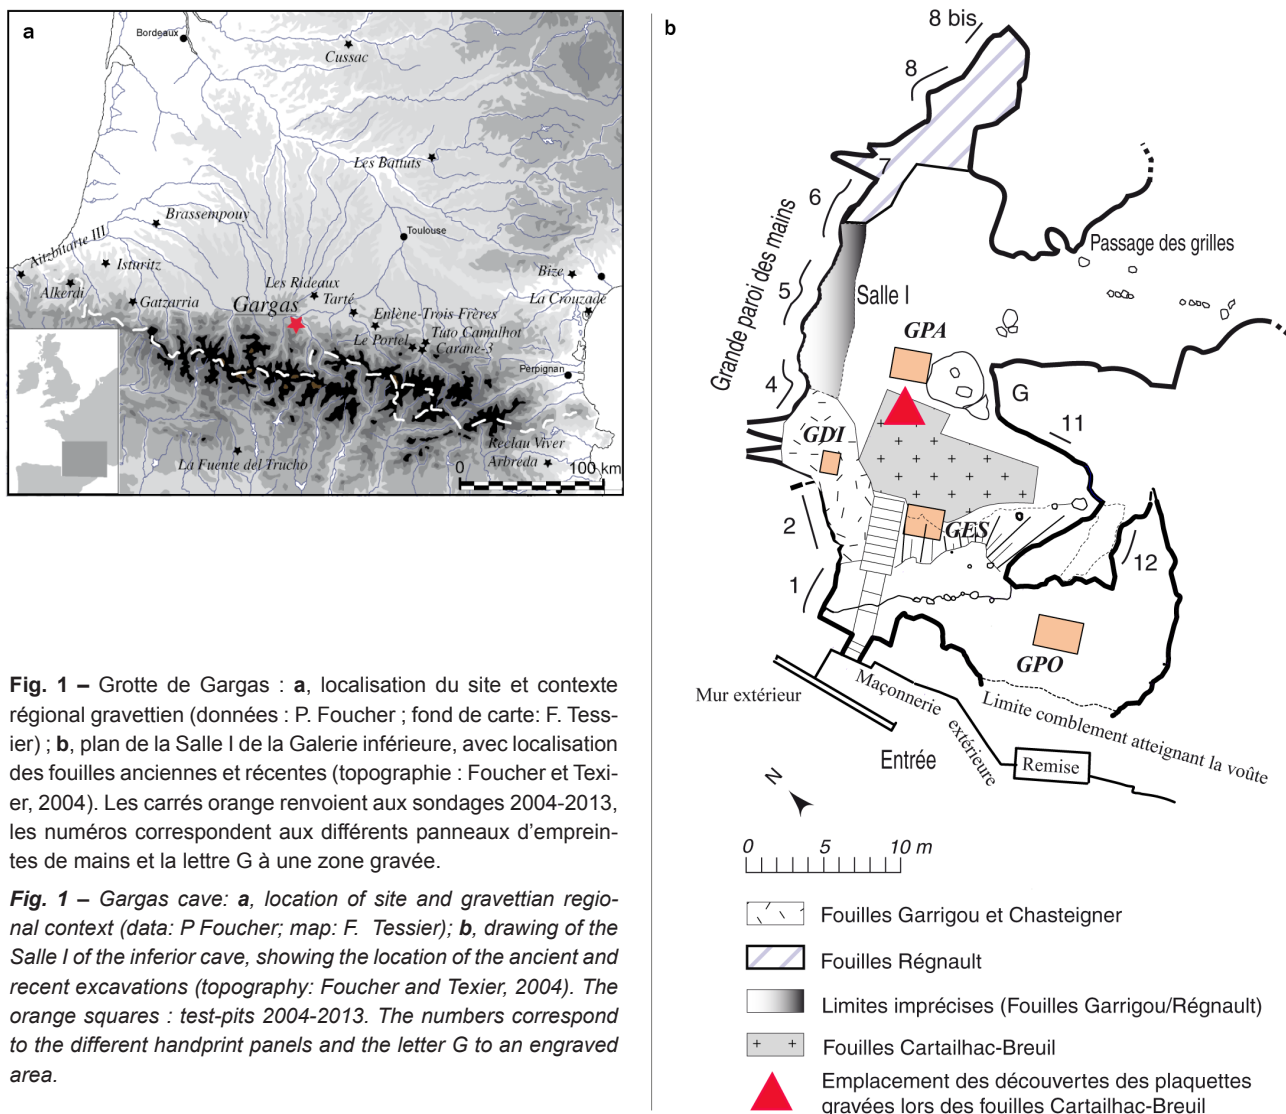 a
Bordeaux
Cussac
Les Battuts
Brassempouy
Toulouse
Aitzbitarte III
Isturitz
Bize
Alkerdi
Les Rideaux
La Crouzade
Gatzarria
Gargas
Tarté
Enlène-Trois-Frères
Tuto Camalhot
Le Portel
Carane-3
Perpignan
Reclau Viver
La Fuente del Trucho
Arbreda
0 100 km
Fig. 1 – Grotte de Gargas : a, localisation du site et contexte
régional gravettien (données : P. Foucher ; fond de carte: F. Tess-
ier) ; b, plan de la Salle I de la Galerie inférieure, avec localisation
des fouilles anciennes et récentes (topographie : Foucher et Texi-
er, 2004). Les carrés orange renvoient aux sondages 2004-2013,
les numéros correspondent aux différents panneaux d'emprein-
tes de mains et la lettre G à une zone gravée.
Fig. 1 – Gargas cave: a, location of site and gravettian regio-
nal context (data: P Foucher; map: F. Tessier); b, drawing of the
Salle I of the inferior cave, showing the location of the ancient and
recent excavations (topography: Foucher and Texier, 2004). The
orange squares : test-pits 2004-2013. The numbers correspond
to the different handprint panels and the letter G to an engraved
area.
b
8 bis
8
7
6
Passage des grilles
Grande paroi des mains
5
Salle I
GPA
4
G
11
GDI
2
GES
12
1
GPO
Mur extérieur
Maçonnerie extérieure
Limite comblement atteignant la voûte
Entrée
Remise
N
0 5 10 m
Fouilles Garrigou et Chasteigner
Fouilles Régnault
Limites imprécises (Fouilles Garrigou/Régnault)
Fouilles Cartailhac-Breuil
Emplacement des découvertes des plaquettes
gravées lors des fouilles Cartailhac-Breuil